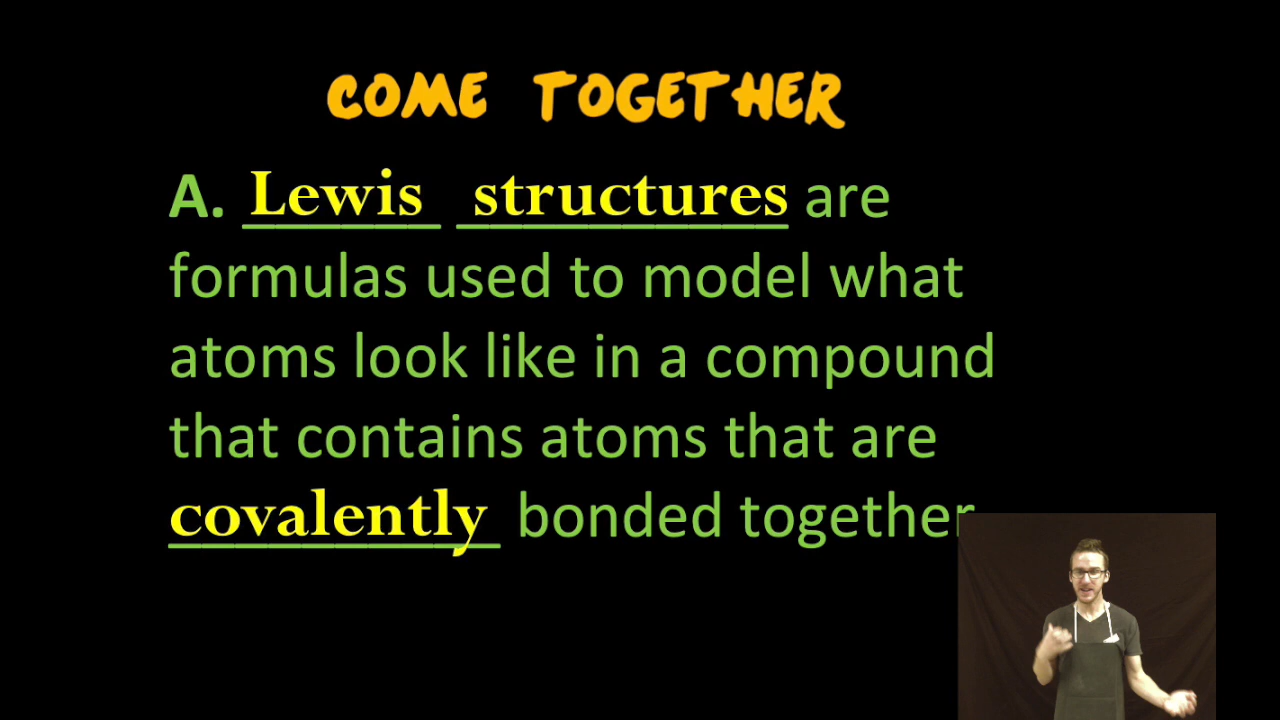 COME TOGETHER
A. Lewis structures are
formulas used to model what
atoms look like in a compound
that contains atoms that are
covalently bonded together